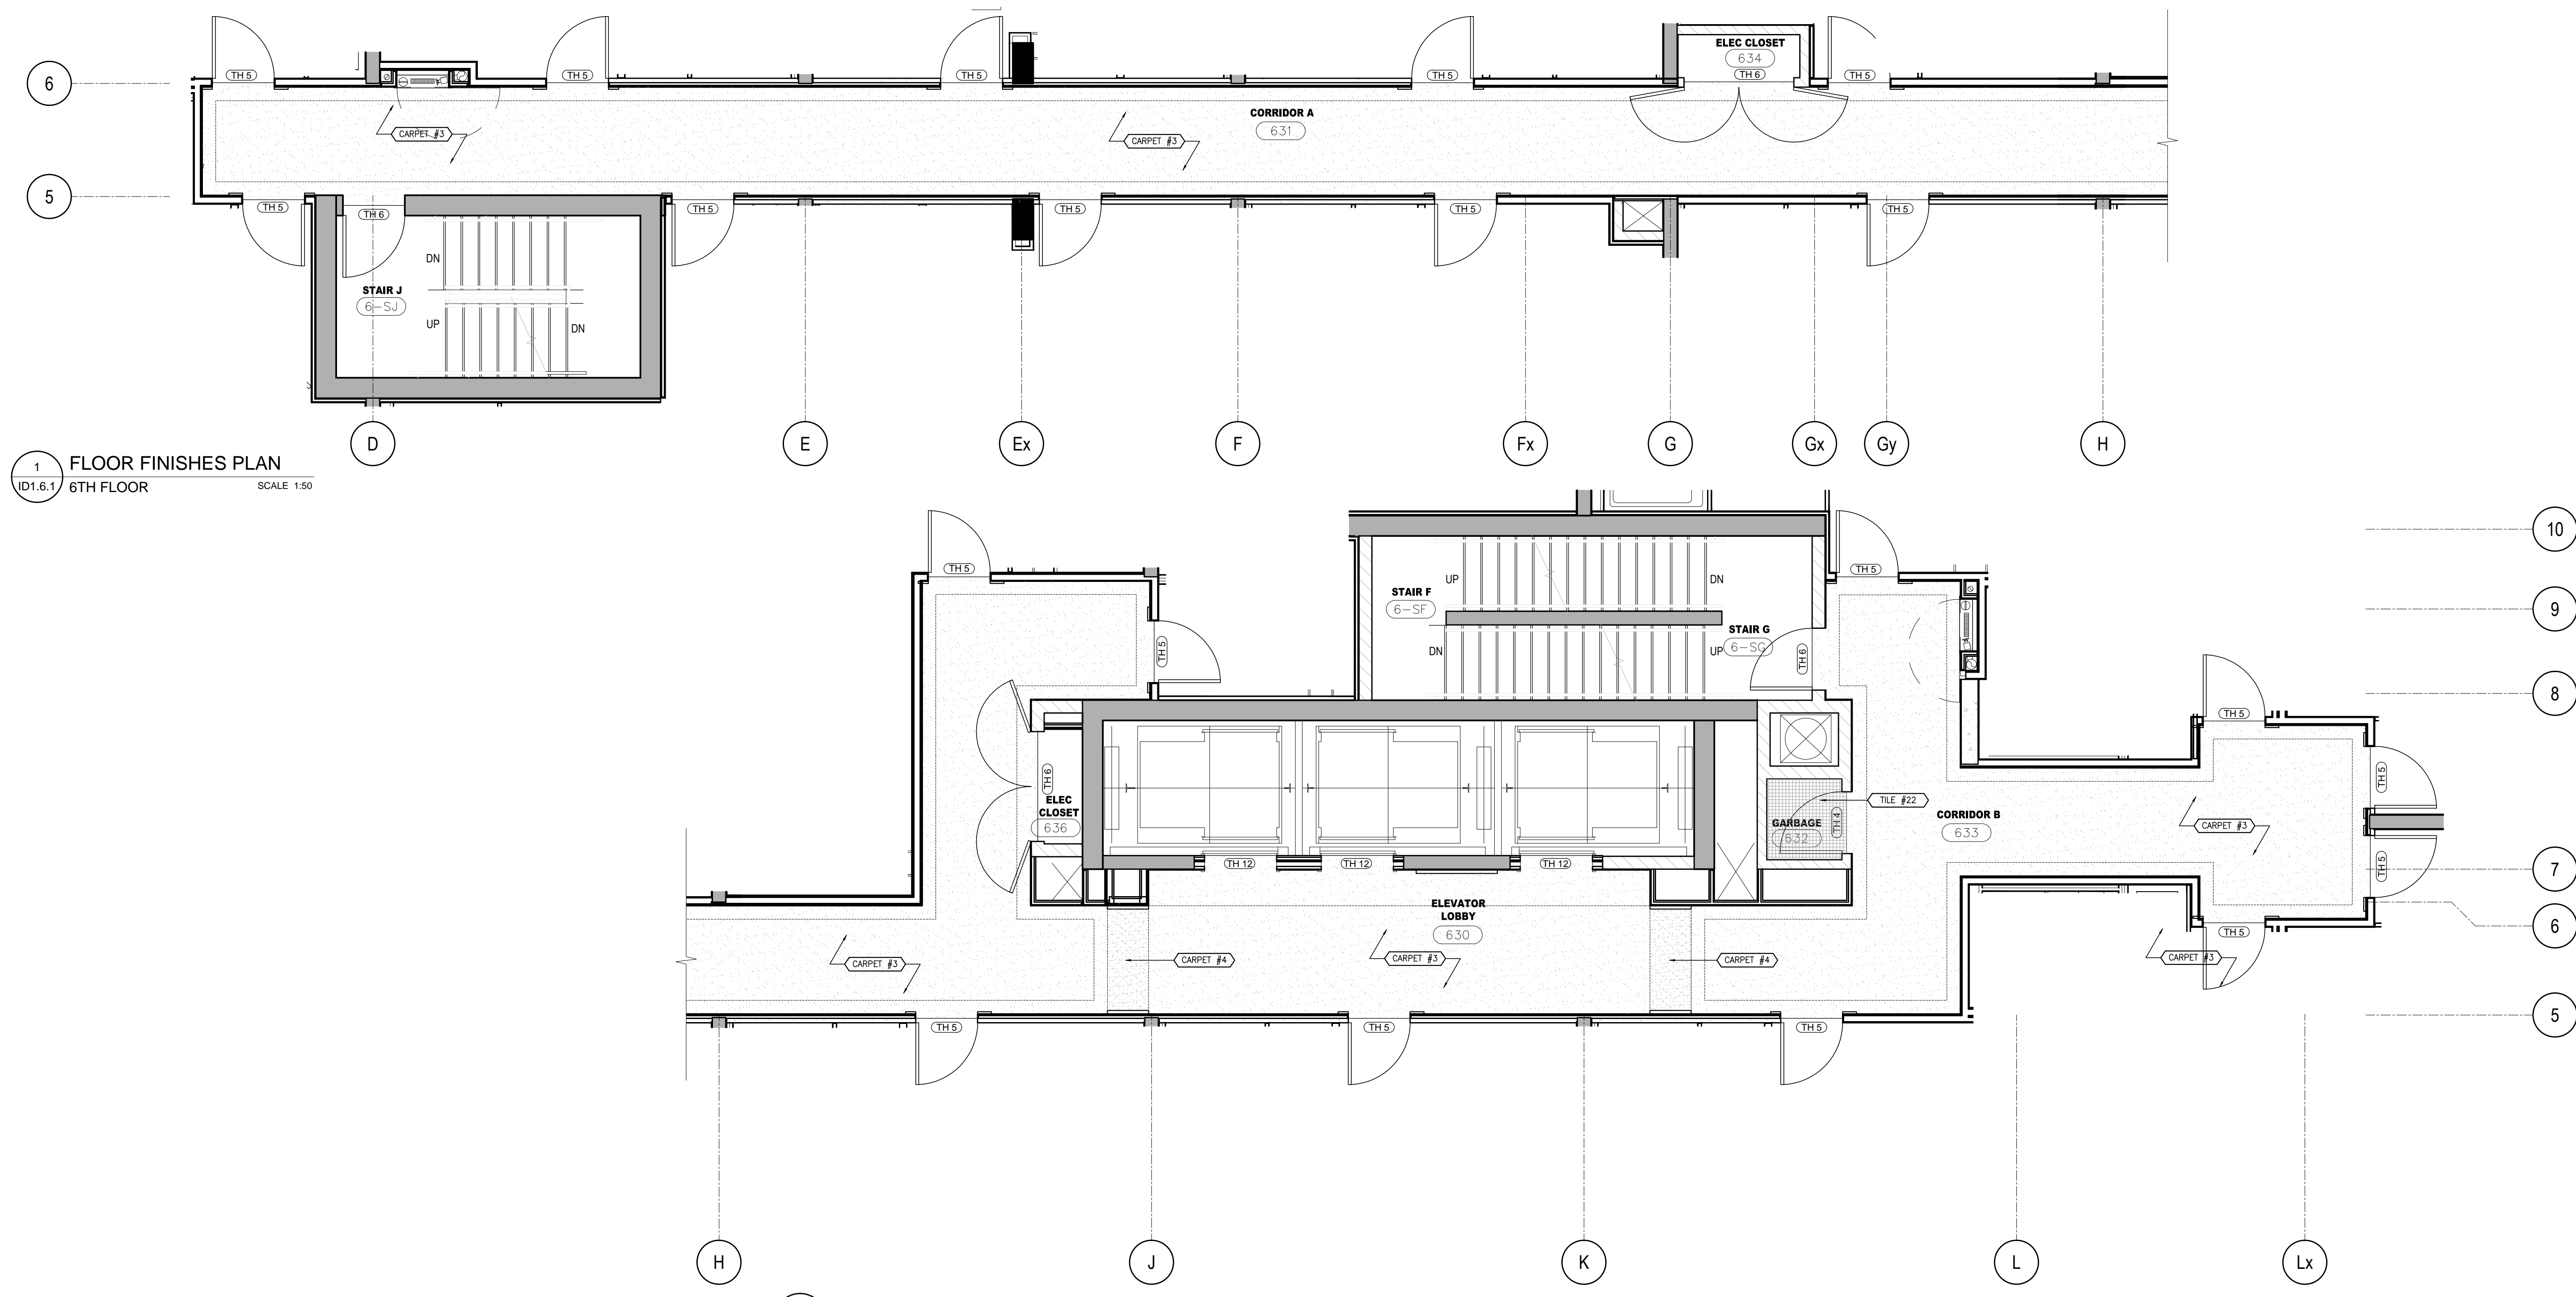 ELEC CLOSET
634
6
TH 5
TH 5
TH 5
TH 5
TH 6
TH 5
CORRIDOR A
631
CARPET #3
CARPET #3
5
TH 5
TH 6
TH 5
TH 5
TH 5
TH 5
DN
STAIR J
6-SJ
UP
DN
D
E
Ex
F
Fx
G
Gx
Gy
H
1
FLOOR FINISHES PLAN
ID1.6.1
6TH FLOOR
SCALE 1:50
10
TH 5
TH 5
UP
DN
STAIR F
6-SF
9
STAIR G
6-SG
DN
UP
TH 5
TH 6
8
TH 5
TH 6
TH 5
ELEC
CLOSET
636
TILE #22
CORRIDOR B
633
GARBAGE
632
TH 4
CARPET #3
TH 12
TH 12
TH 12
TH 5
7
ELEVATOR
LOBBY
630
6
TH 5
CARPET #3
CARPET #4
CARPET #3
CARPET #4
CARPET #3
TH 5
TH 5
TH 5
5
H
J
K
L
Lx